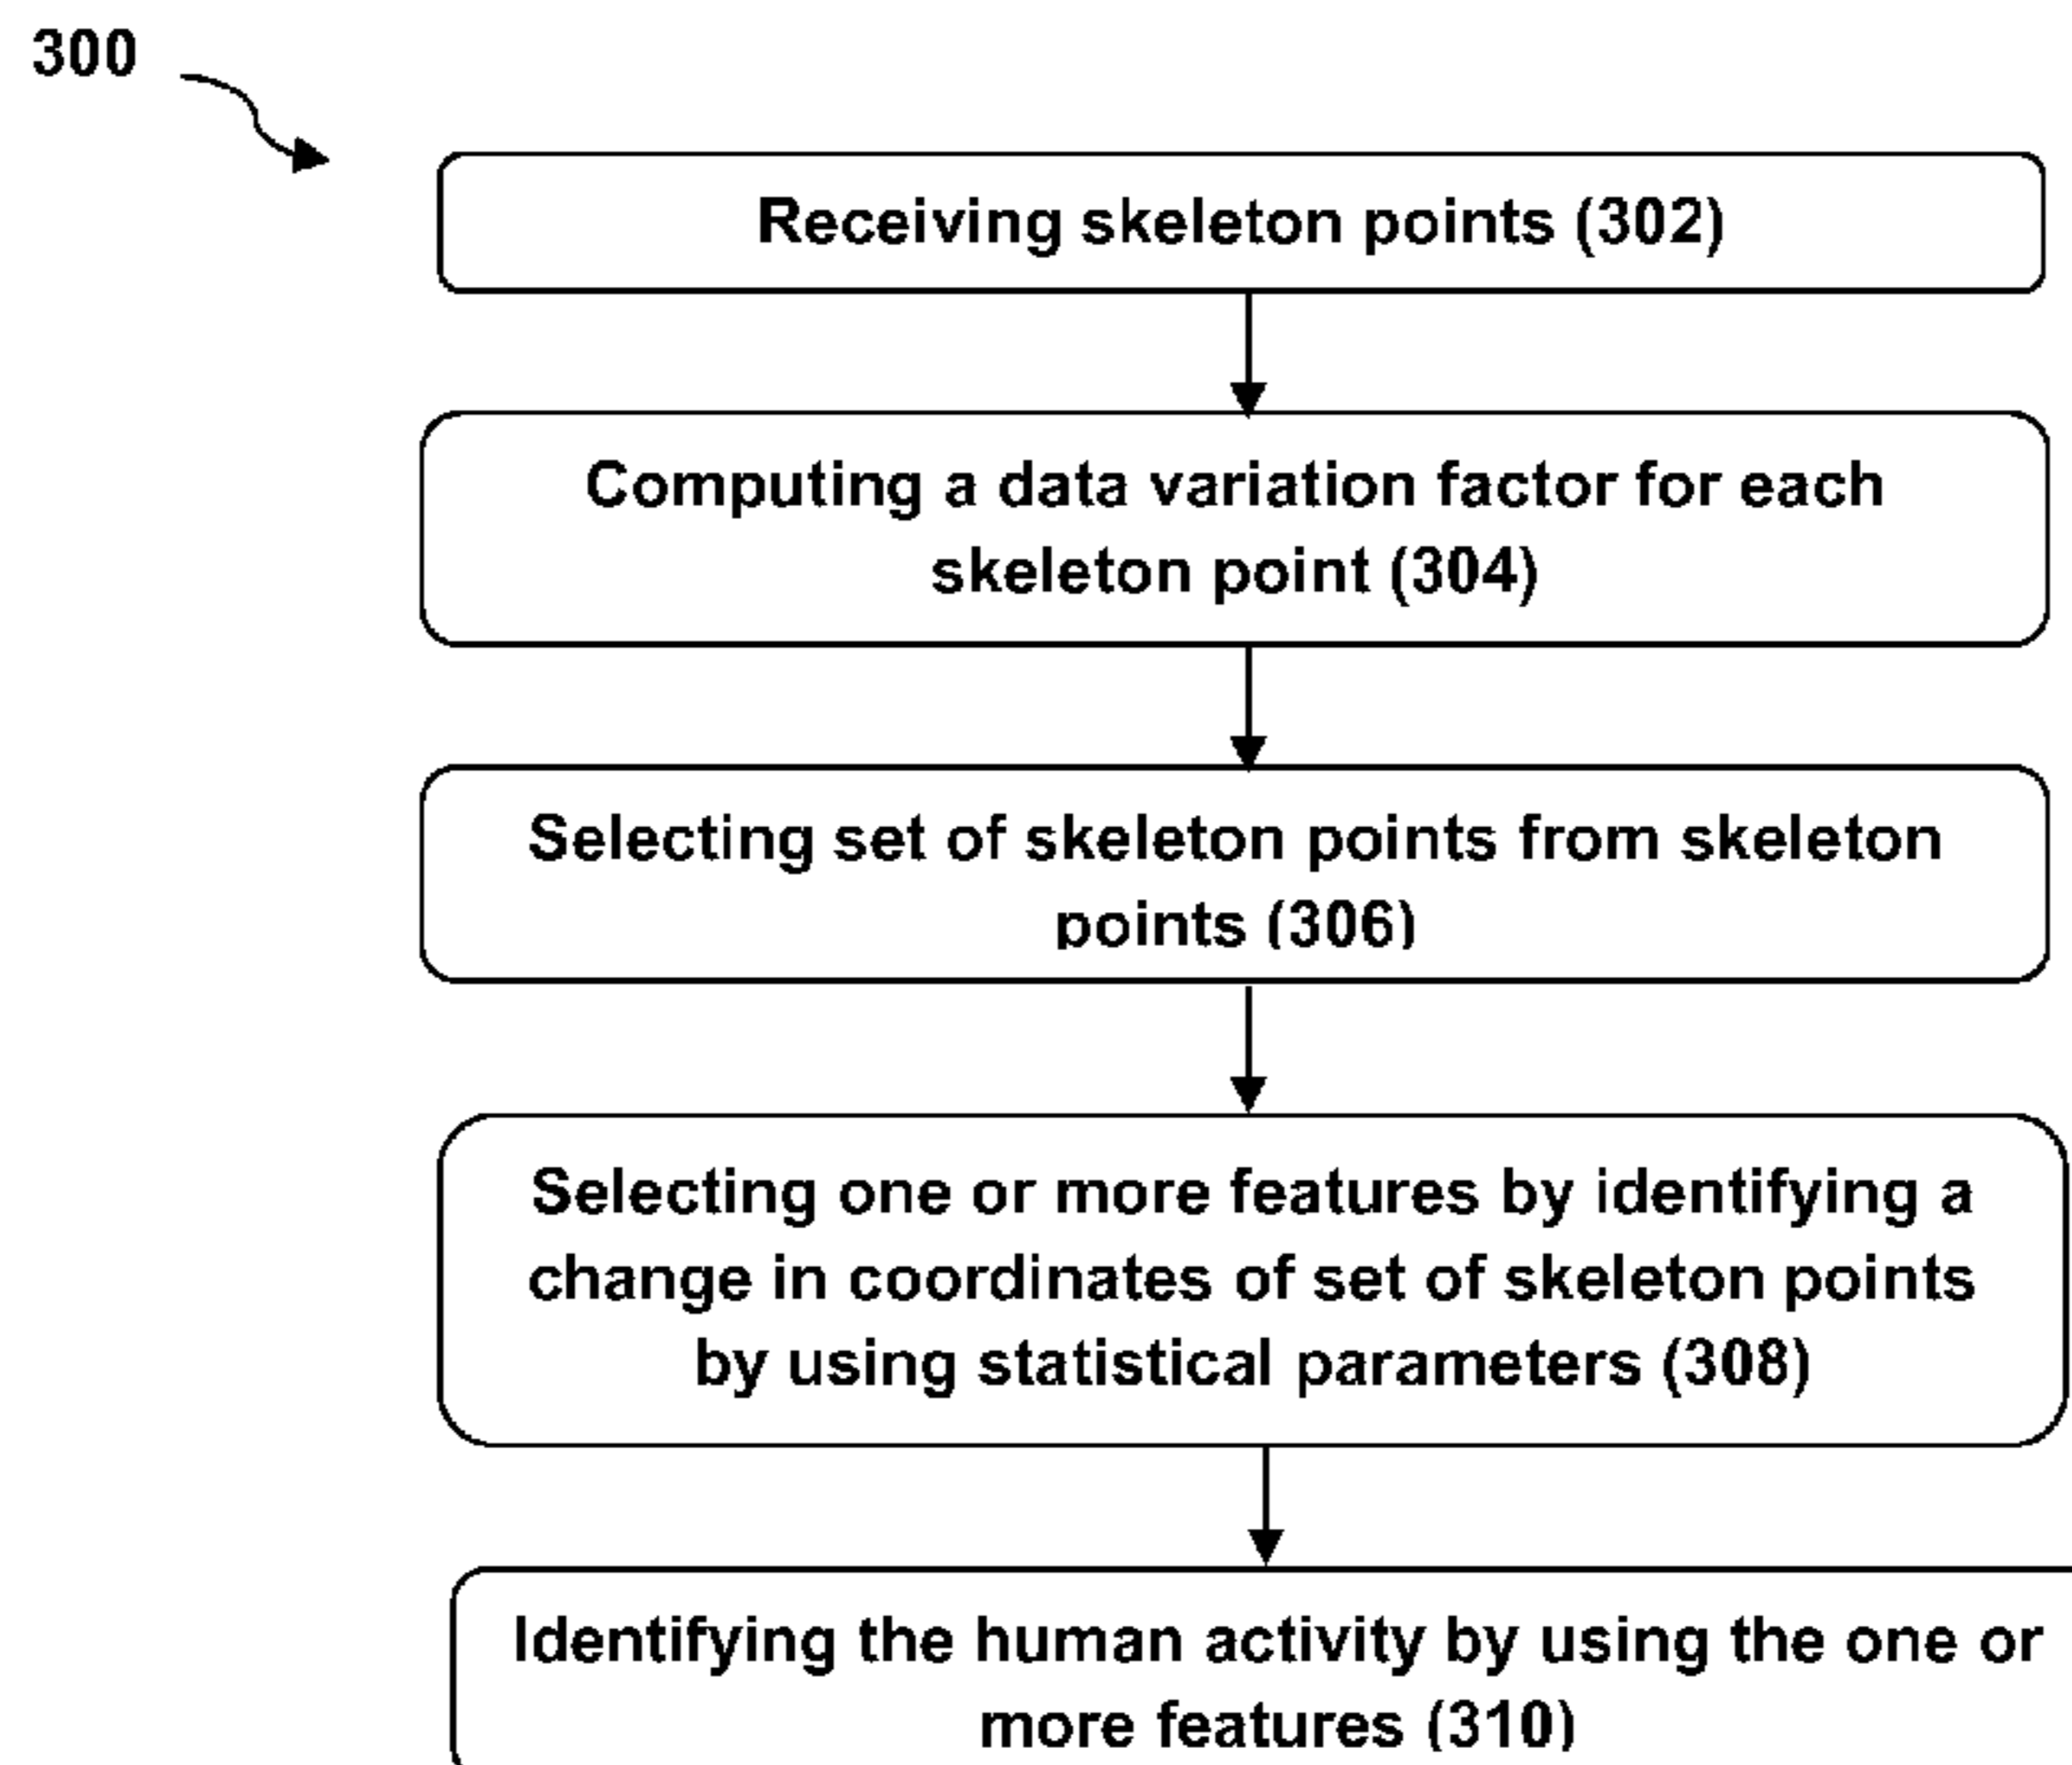 300
Receiving skeleton points (302)
Computing a data variation factor for each
skeleton point (304)
Selecting set of skeleton points from skeleton
points (306)
Selecting one or more features by identifying a
change in coordinates of set of skeleton points
by using statistical parameters (308)
Identifying the human activity by using the one or
more features (310)